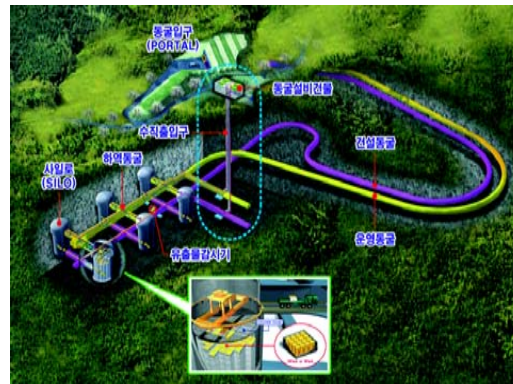 동굴입구
(PORTAL)
동굴설비건물
수직출입구
건설동굴
하역동굴
사일로
(SILO)
운영동굴
유출물감시기